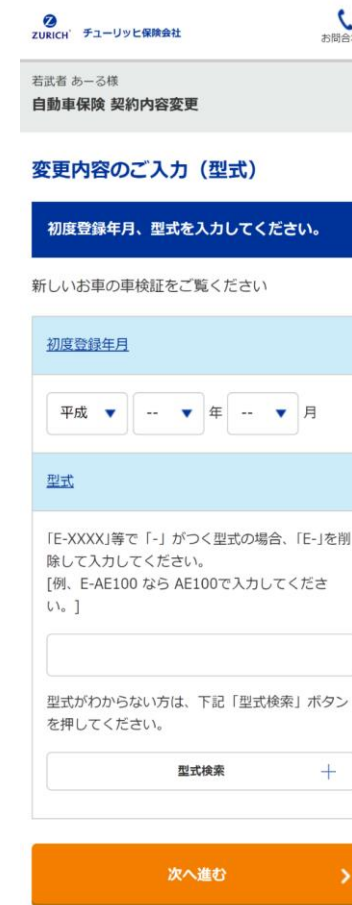 ZURICH チューリッヒ保険会社
お問合
若武者 あーる様
自動車保険 契約内容変更
変更内容のご入力（型式）
初度登録年月、型式を入力してください。
新しいお車の車検証をご覧ください
初度登録年月
平成 ▼ -- ▼ 年 -- ▼ 月
型式
「E-XXXX」等で「-」がつく型式の場合、「E-」を削
除して入力してください。
[例、E-AE100 なら AE100で入力してくださ
い。]
型式がわからない方は、下記「型式検索」ボタン
を押してください。
型式検索 ＋
次へ進む